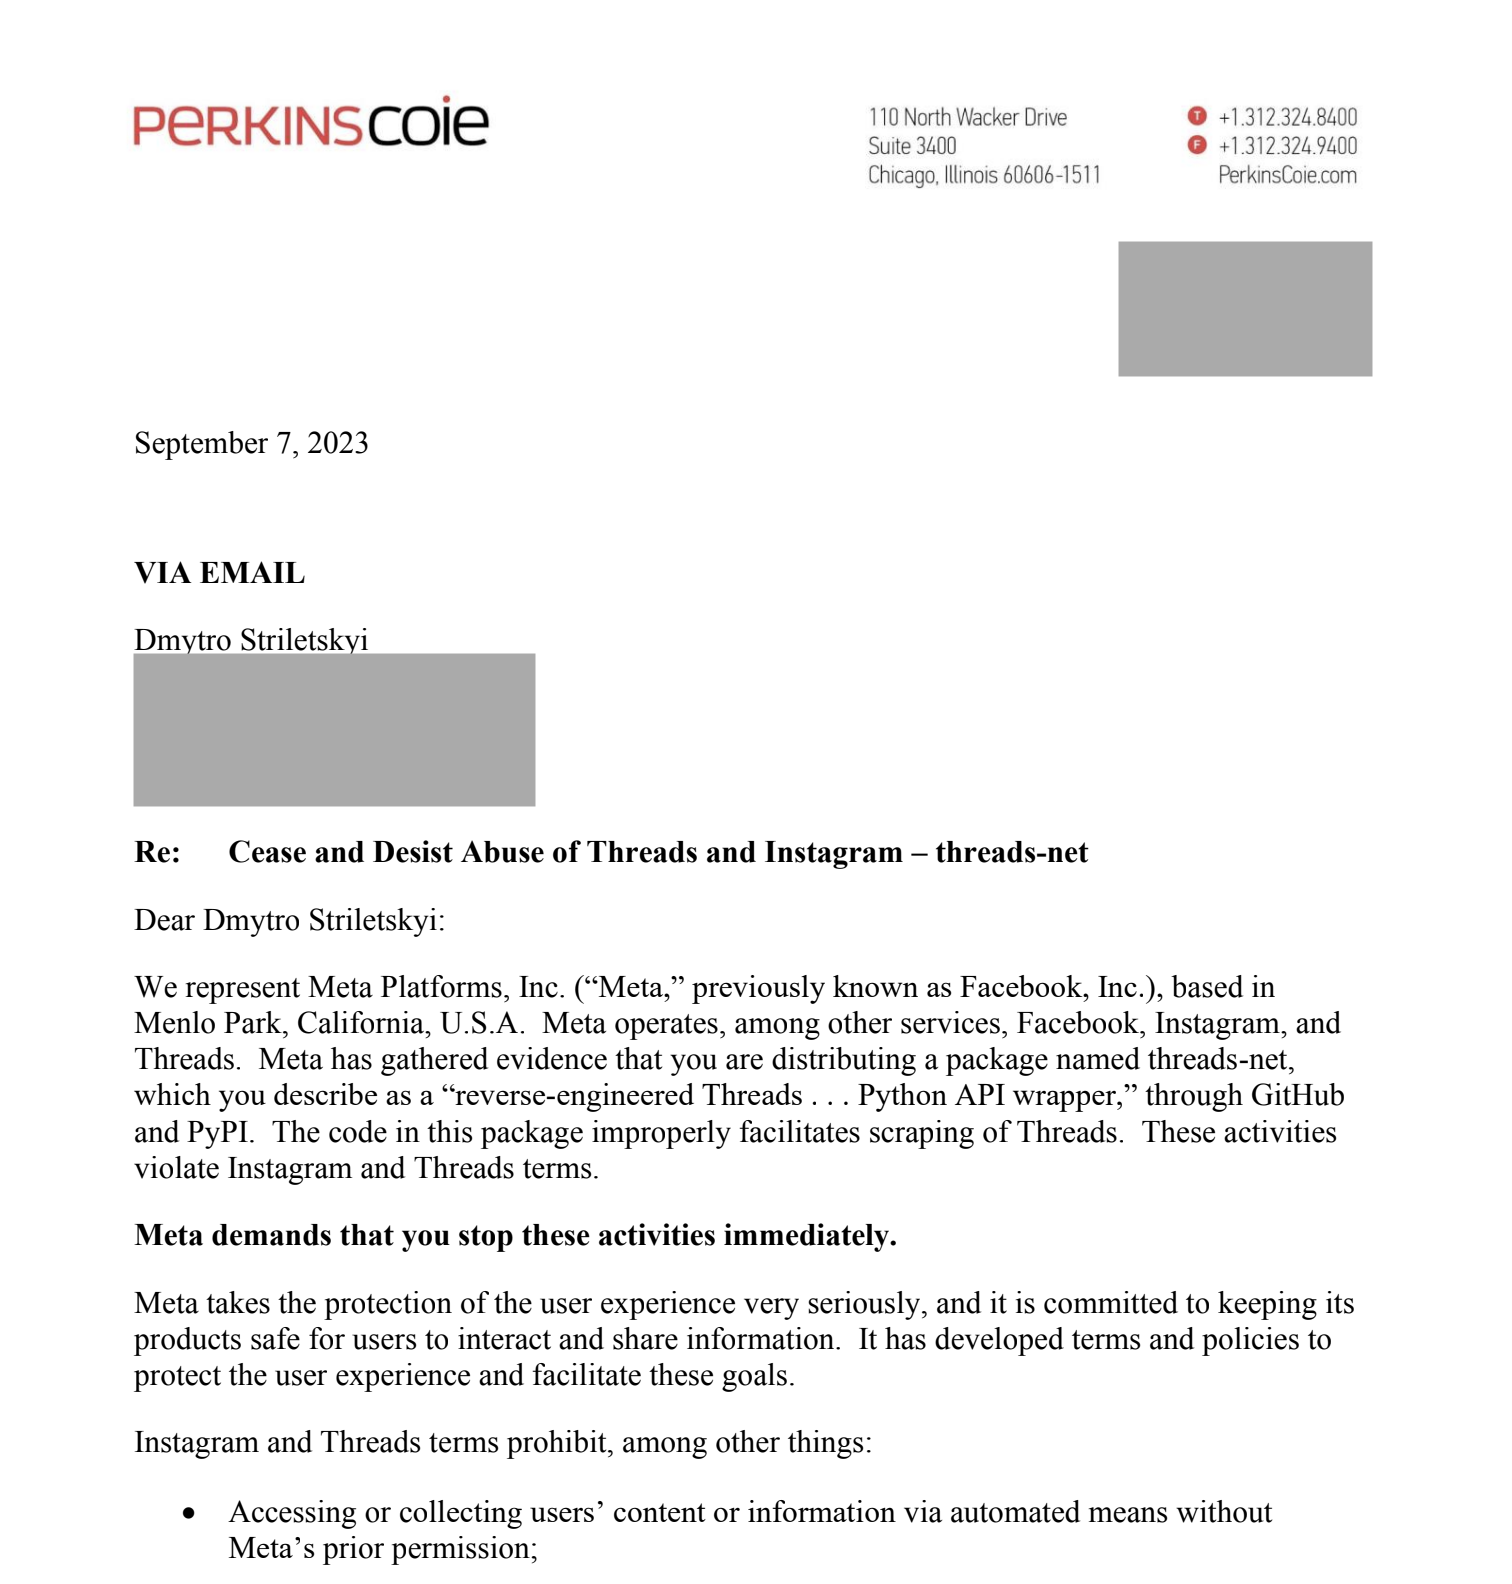 PERKINSCOIE
110 North Wacker Drive
Suite 3400
Chicago, Illinois 60606-1511
T +1.312.324.8400
F +1.312.324.9400
PerkinsCoie.com
September 7, 2023
VIA EMAIL
Dmytro Striletskyi
Re: Cease and Desist Abuse of Threads and Instagram – threads-net
Dear Dmytro Striletskyi:
We represent Meta Platforms, Inc. (“Meta,” previously known as Facebook, Inc.), based in
Menlo Park, California, U.S.A. Meta operates, among other services, Facebook, Instagram, and
Threads. Meta has gathered evidence that you are distributing a package named threads-net,
which you describe as a “reverse-engineered Threads . . . Python API wrapper,” through GitHub
and PyPI. The code in this package improperly facilitates scraping of Threads. These activities
violate Instagram and Threads terms.
Meta demands that you stop these activities immediately.
Meta takes the protection of the user experience very seriously, and it is committed to keeping its
products safe for users to interact and share information. It has developed terms and policies to
protect the user experience and facilitate these goals.
Instagram and Threads terms prohibit, among other things:
• Accessing or collecting users’ content or information via automated means without
Meta’s prior permission;